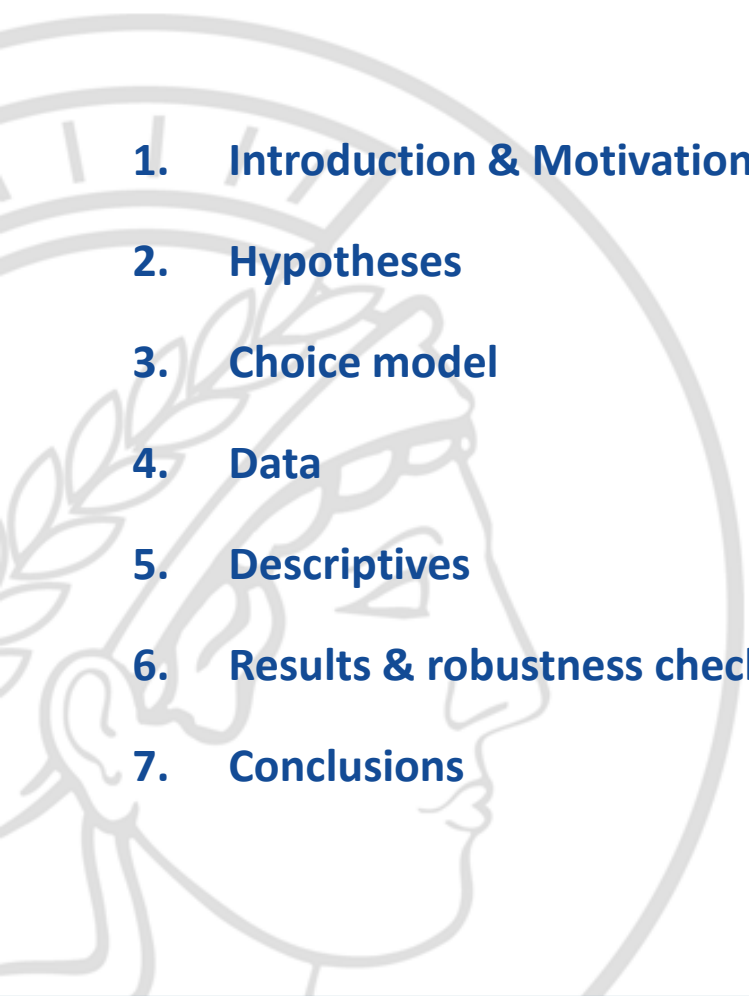 1. Introduction & Motivation
2. Hypotheses
3. Choice model
4. Data
5. Descriptives
6. Results & robustness chec
7. Conclusions